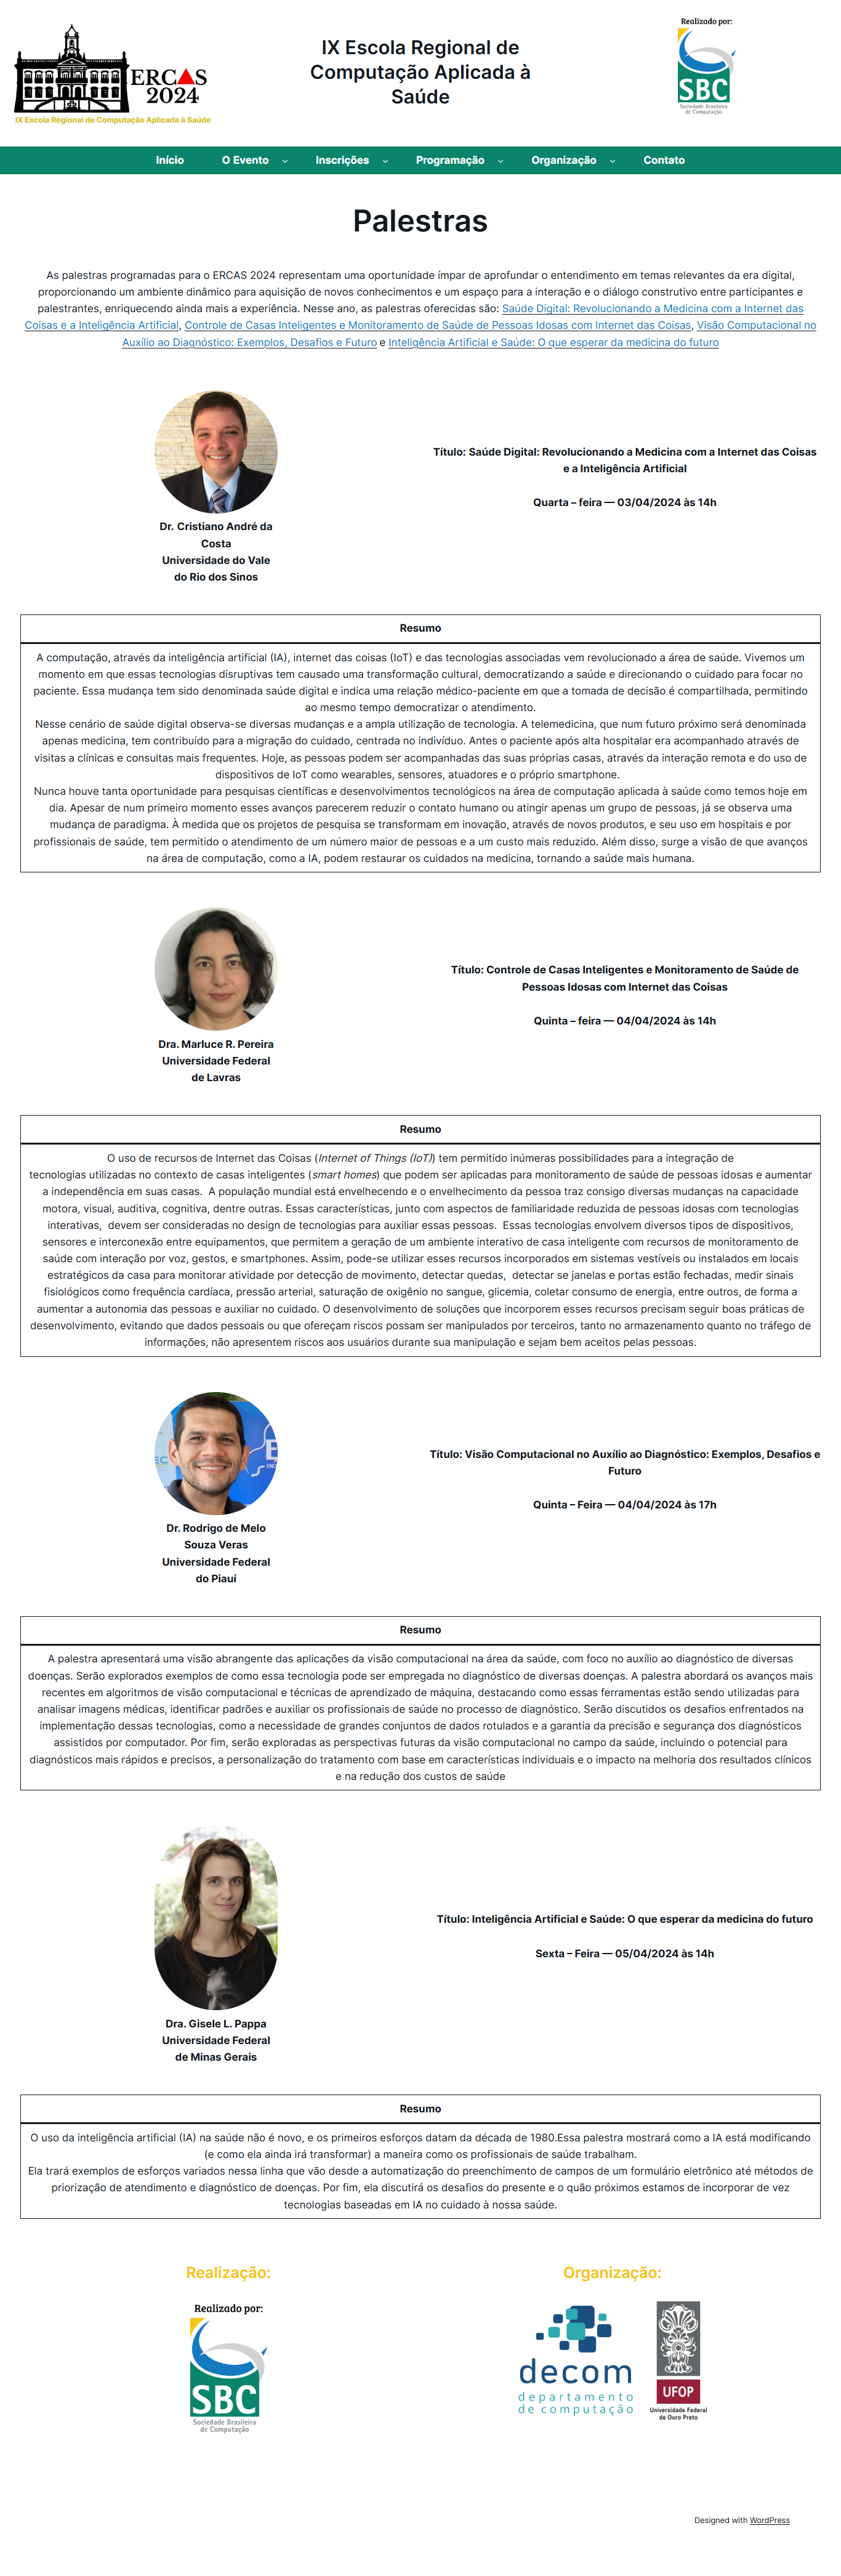 ERCAS
2024
IX Escola Regional de Computação Aplicada à Saúde
IX Escola Regional de
Computação Aplicada à
Saúde
Realizado por:
SBC
Sociedade Brasileira
de Computação
Início O Evento Inscrições Programação Organização Contato
Palestras
As palestras programadas para o ERCAS 2024 representam uma oportunidade ímpar de aprofundar o entendimento em temas relevantes da era digital,
proporcionando um ambiente dinâmico para aquisição de novos conhecimentos e um espaço para a interação e o diálogo construtivo entre participantes e
palestrantes, enriquecendo ainda mais a experiência. Nesse ano, as palestras oferecidas são: Saúde Digital: Revolucionando a Medicina com a Internet das
Coisas e a Inteligência Artificial, Controle de Casas Inteligentes e Monitoramento de Saúde de Pessoas Idosas com Internet das Coisas, Visão Computacional no
Auxílio ao Diagnóstico: Exemplos, Desafios e Futuro e Inteligência Artificial e Saúde: O que esperar da medicina do futuro
Dr. Cristiano André da
Costa
Universidade do Vale
do Rio dos Sinos
Título: Saúde Digital: Revolucionando a Medicina com a Internet das Coisas
e a Inteligência Artificial
Quarta – feira — 03/04/2024 às 14h
Resumo
A computação, através da inteligência artificial (IA), internet das coisas (IoT) e das tecnologias associadas vem revolucionado a área de saúde. Vivemos um
momento em que essas tecnologias disruptivas tem causado uma transformação cultural, democratizando a saúde e direcionando o cuidado para focar no
paciente. Essa mudança tem sido denominada saúde digital e indica uma relação médico-paciente em que a tomada de decisão é compartilhada, permitindo
ao mesmo tempo democratizar o atendimento.
Nesse cenário de saúde digital observa-se diversas mudanças e a ampla utilização de tecnologia. A telemedicina, que num futuro próximo será denominada
apenas medicina, tem contribuído para a migração do cuidado, centrada no indivíduo. Antes o paciente após alta hospitalar era acompanhado através de
visitas a clínicas e consultas mais frequentes. Hoje, as pessoas podem ser acompanhadas das suas próprias casas, através da interação remota e do uso de
dispositivos de IoT como wearables, sensores, atuadores e o próprio smartphone.
Nunca houve tanta oportunidade para pesquisas científicas e desenvolvimentos tecnológicos na área de computação aplicada à saúde como temos hoje em
dia. Apesar de num primeiro momento esses avanços parecerem reduzir o contato humano ou atingir apenas um grupo de pessoas, já se observa uma
mudança de paradigma. À medida que os projetos de pesquisa se transformam em inovação, através de novos produtos, e seu uso em hospitais e por
profissionais de saúde, tem permitido o atendimento de um número maior de pessoas e a um custo mais reduzido. Além disso, surge a visão de que avanços
na área de computação, como a IA, podem restaurar os cuidados na medicina, tornando a saúde mais humana.
Dra. Marluce R. Pereira
Universidade Federal
de Lavras
Título: Controle de Casas Inteligentes e Monitoramento de Saúde de
Pessoas Idosas com Internet das Coisas
Quinta – feira — 04/04/2024 às 14h
Resumo
O uso de recursos de Internet das Coisas (Internet of Things (IoT)) tem permitido inúmeras possibilidades para a integração de
tecnologias utilizadas no contexto de casas inteligentes (smart homes) que podem ser aplicadas para monitoramento de saúde de pessoas idosas e aumentar
a independência em suas casas. A população mundial está envelhecendo e o envelhecimento da pessoa traz consigo diversas mudanças na capacidade
motora, visual, auditiva, cognitiva, dentre outras. Essas características, junto com aspectos de familiaridade reduzida de pessoas idosas com tecnologias
interativas, devem ser consideradas no design de tecnologias para auxiliar essas pessoas. Essas tecnologias envolvem diversos tipos de dispositivos,
sensores e interconexão entre equipamentos, que permitem a geração de um ambiente interativo de casa inteligente com recursos de monitoramento de
saúde com interação por voz, gestos, e smartphones. Assim, pode-se utilizar esses recursos incorporados em sistemas vestíveis ou instalados em locais
estratégicos da casa para monitorar atividade por detecção de movimento, detectar quedas, detectar se janelas e portas estão fechadas, medir sinais
fisiológicos como frequência cardíaca, pressão arterial, saturação de oxigênio no sangue, glicemia, coletar consumo de energia, entre outros, de forma a
aumentar a autonomia das pessoas e auxiliar no cuidado. O desenvolvimento de soluções que incorporem esses recursos precisam seguir boas práticas de
desenvolvimento, evitando que dados pessoais ou que ofereçam riscos possam ser manipulados por terceiros, tanto no armazenamento quanto no tráfego de
informações, não apresentem riscos aos usuários durante sua manipulação e sejam bem aceitos pelas pessoas.
Dr. Rodrigo de Melo
Souza Veras
Universidade Federal
do Piauí
Título: Visão Computacional no Auxílio ao Diagnóstico: Exemplos, Desafios e
Futuro
Quinta – Feira — 04/04/2024 às 17h
Resumo
A palestra apresentará uma visão abrangente das aplicações da visão computacional na área da saúde, com foco no auxílio ao diagnóstico de diversas
doenças. Serão explorados exemplos de como essa tecnologia pode ser empregada no diagnóstico de diversas doenças. A palestra abordará os avanços mais
recentes em algoritmos de visão computacional e técnicas de aprendizado de máquina, destacando como essas ferramentas estão sendo utilizadas para
analisar imagens médicas, identificar padrões e auxiliar os profissionais de saúde no processo de diagnóstico. Serão discutidos os desafios enfrentados na
implementação dessas tecnologias, como a necessidade de grandes conjuntos de dados rotulados e a garantia da precisão e segurança dos diagnósticos
assistidos por computador. Por fim, serão exploradas as perspectivas futuras da visão computacional no campo da saúde, incluindo o potencial para
diagnósticos mais rápidos e precisos, a personalização do tratamento com base em características individuais e o impacto na melhoria dos resultados clínicos
e na redução dos custos de saúde
Dra. Gisele L. Pappa
Universidade Federal
de Minas Gerais
Título: Inteligência Artificial e Saúde: O que esperar da medicina do futuro
Sexta – Feira — 05/04/2024 às 14h
Resumo
O uso da inteligência artificial (IA) na saúde não é novo, e os primeiros esforços datam da década de 1980.Essa palestra mostrará como a IA está modificando
(e como ela ainda irá transformar) a maneira como os profissionais de saúde trabalham.
Ela trará exemplos de esforços variados nessa linha que vão desde a automatização do preenchimento de campos de um formulário eletrônico até métodos de
priorização de atendimento e diagnóstico de doenças. Por fim, ela discutirá os desafios do presente e o quão próximos estamos de incorporar de vez
tecnologias baseadas em IA no cuidado à nossa saúde.
Realização:
Realizado por:
SBC
Sociedade Brasileira
de Computação
Organização:
decom
departamento
de computação
UFOP
Universidade Federal
de Ouro Preto
Designed with WordPress